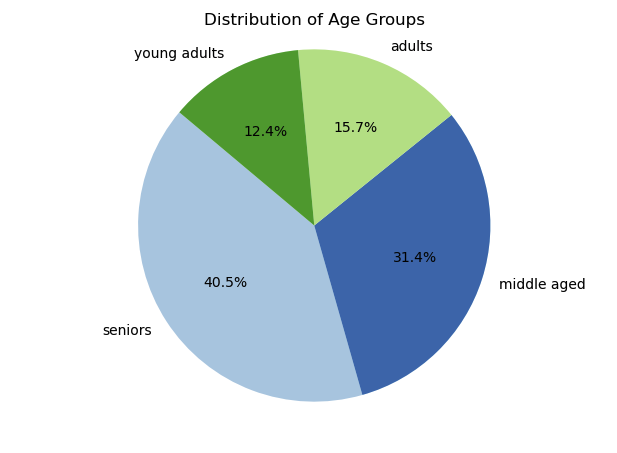 Distribution of Age Groups
young adults
adults
12.4%
15.7%
31.4%
40.5%
middle aged
seniors